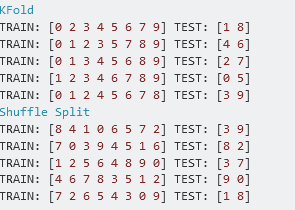 KFold
TRAIN: [0 2 3 4 5 6 7 9] TEST: [1 8]
TRAIN: [0 1 2 3 5 7 8 9] TEST: [4 6]
TRAIN: [0 1 3 4 5 6 8 9] TEST: [2 7]
TRAIN: [1 2 3 4 6 7 8 9] TEST: [0 5]
TRAIN: [0 1 2 4 5 6 7 8] TEST: [3 9]
Shuffle Split
TRAIN: [8 4 1 0 6 5 7 2] TEST: [3 9]
TRAIN: [7 0 3 9 4 5 1 6] TEST: [8 2]
TRAIN: [1 2 5 6 4 8 9 0] TEST: [3 7]
TRAIN: [4 6 7 8 3 5 1 2] TEST: [9 0]
TRAIN: [7 2 6 5 4 3 0 9] TEST: [1 8]